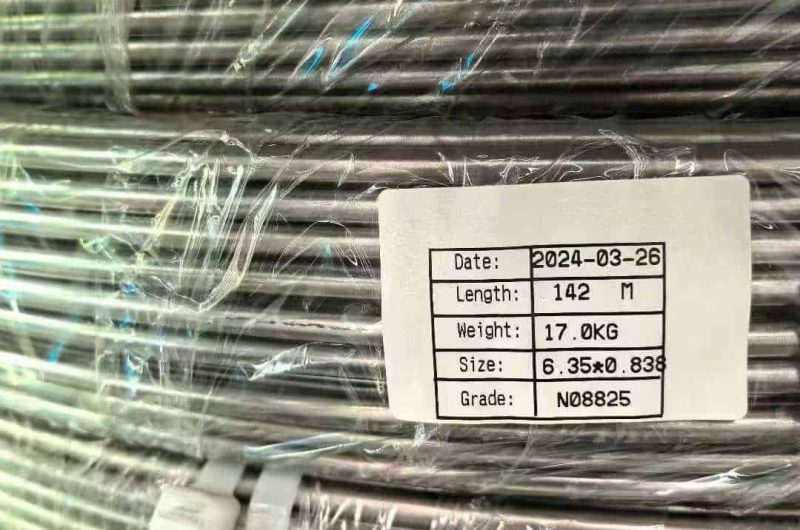 Date: 2024-03-26
Length: 142 M
Weight: 17.0KG
Size: 6.35*0.838
Grade: N08825